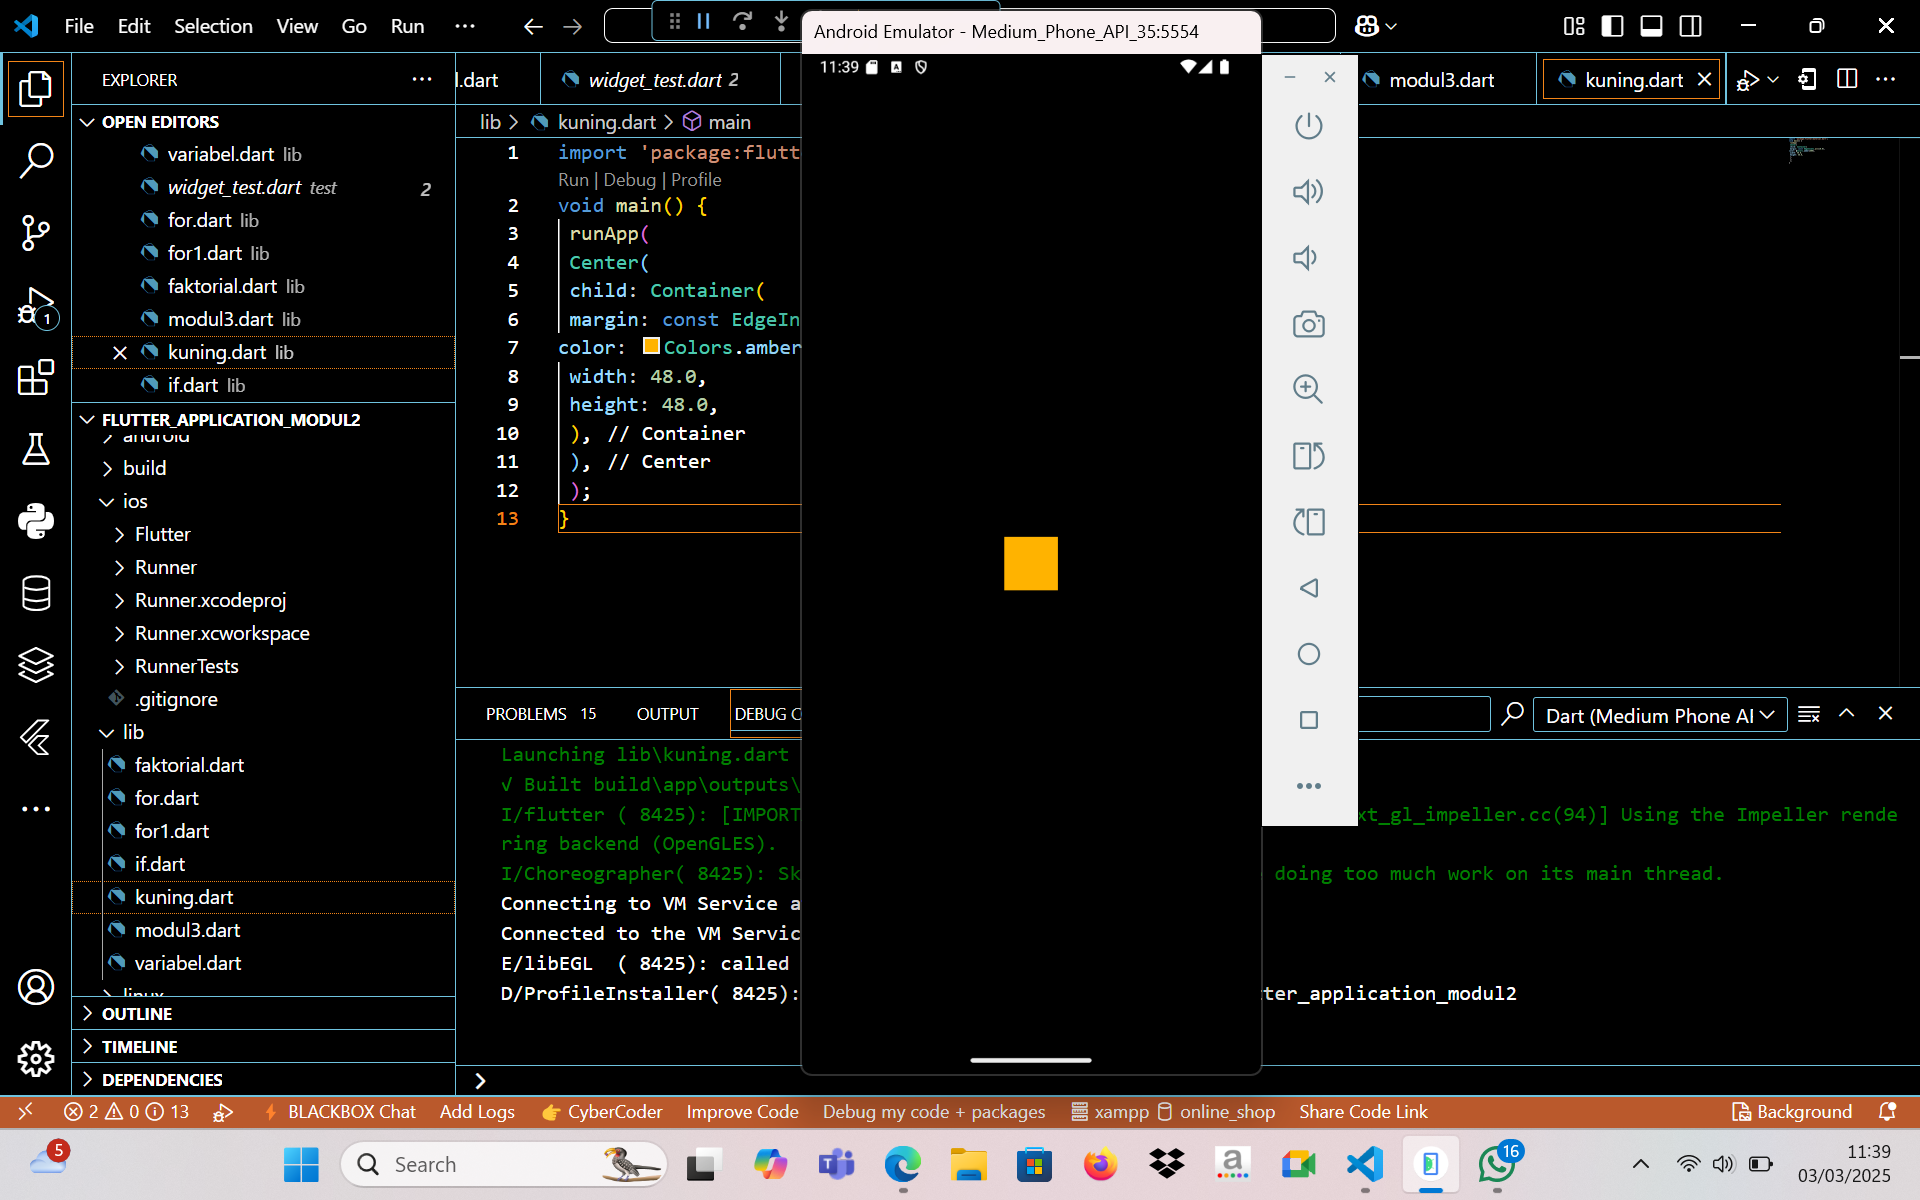 File Edit Selection View Go Run
Android Emulator - Medium_Phone_API_35:5554
EXPLORER
l.dart
widget_test.dart 2
modul3.dart
kuning.dart
11:39
OPEN EDITORS
variabel.dart lib
widget_test.dart test 2
for.dart lib
for1.dart lib
faktorial.dart lib
modul3.dart lib
kuning.dart lib
if.dart lib
FLUTTER_APPLICATION_MODUL2
android
build
ios
Flutter
Runner
Runner.xcodeproj
Runner.xcworkspace
RunnerTests
.gitignore
lib
faktorial.dart
for.dart
for1.dart
if.dart
kuning.dart
modul3.dart
variabel.dart
linux
OUTLINE
TIMELINE
DEPENDENCIES
1
lib > kuning.dart > main
1 import 'package:flutt
Run | Debug | Profile
2 void main() {
3 runApp(
4 Center(
5 child: Container(
6 margin: const EdgeIn
7 color: Colors.amber
8 width: 48.0,
9 height: 48.0,
10 ), // Container
11 ), // Center
12 );
13 }
PROBLEMS 15 OUTPUT DEBUG C
Dart (Medium Phone AI
Launching lib\kuning.dart
√ Built build\app\outputs\
I/flutter ( 8425): [IMPORT xt_gl_impeller.cc(94)] Using the Impeller rende
ring backend (OpenGLES).
I/Choreographer( 8425): Sk doing too much work on its main thread.
Connecting to VM Service a
Connected to the VM Servic
E/libEGL ( 8425): called
D/ProfileInstaller( 8425): ter_application_modul2
2 0 13 BLACKBOX Chat Add Logs CyberCoder Improve Code Debug my code + packages xampp online_shop Share Code Link Background
5
Search
16
11:39
03/03/2025